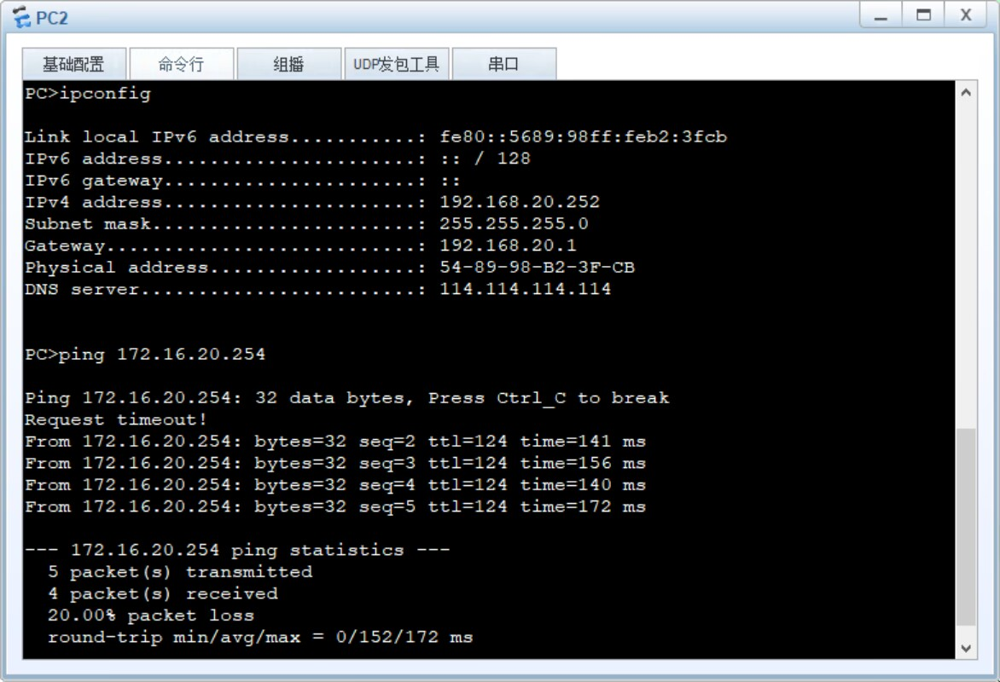 PC2
基础配置 命令行 组播 UDP发包工具 串口
PC>ipconfig
Link local IPv6 address...........: fe80::5689:98ff:feb2:3fcb
IPv6 address......................: :: / 128
IPv6 gateway......................: ::
IPv4 address......................: 192.168.20.252
Subnet mask.......................: 255.255.255.0
Gateway...........................: 192.168.20.1
Physical address..................: 54-89-98-B2-3F-CB
DNS server........................: 114.114.114.114
PC>ping 172.16.20.254
Ping 172.16.20.254: 32 data bytes, Press Ctrl_C to break
Request timeout!
From 172.16.20.254: bytes=32 seq=2 ttl=124 time=141 ms
From 172.16.20.254: bytes=32 seq=3 ttl=124 time=156 ms
From 172.16.20.254: bytes=32 seq=4 ttl=124 time=140 ms
From 172.16.20.254: bytes=32 seq=5 ttl=124 time=172 ms
--- 172.16.20.254 ping statistics ---
5 packet(s) transmitted
4 packet(s) received
20.00% packet loss
round-trip min/avg/max = 0/152/172 ms